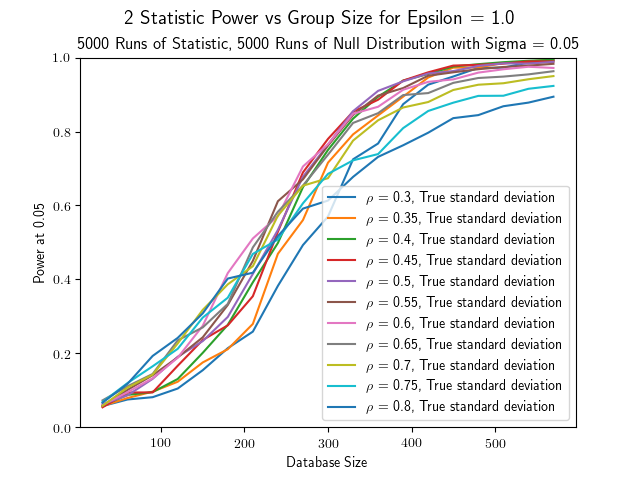 2 Statistic Power vs Group Size for Epsilon = 1.0
5000 Runs of Statistic, 5000 Runs of Null Distribution with Sigma = 0.05
1.0
0.8
0.6
0.4
0.2
0.0
Power at 0.05
ρ = 0.3, True standard deviation
ρ = 0.35, True standard deviation
ρ = 0.4, True standard deviation
ρ = 0.45, True standard deviation
ρ = 0.5, True standard deviation
ρ = 0.55, True standard deviation
ρ = 0.6, True standard deviation
ρ = 0.65, True standard deviation
ρ = 0.7, True standard deviation
ρ = 0.75, True standard deviation
ρ = 0.8, True standard deviation
100 200 300 400 500
Database Size